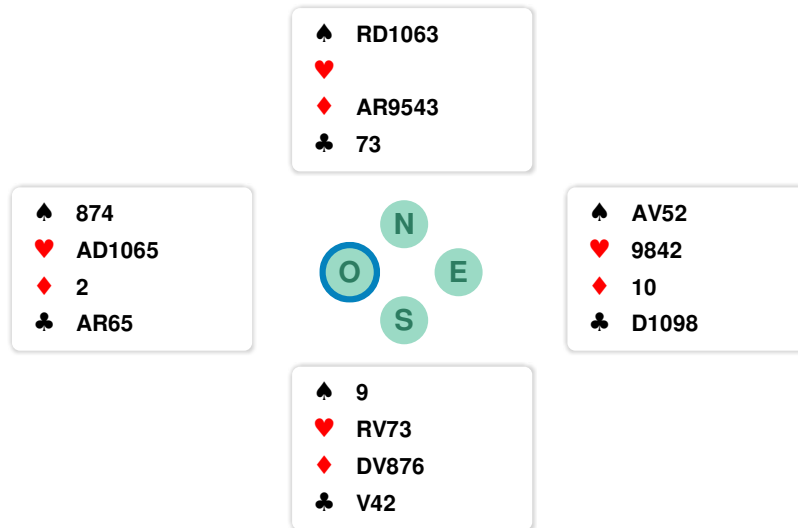 ♠ RD1063
♥
♦ AR9543
♣ 73
♠ 874
♥ AD1065
♦ 2
♣ AR65
N
O E
S
♠ AV52
♥ 9842
♦ 10
♣ D1098
♠ 9
♥ RV73
♦ DV876
♣ V42